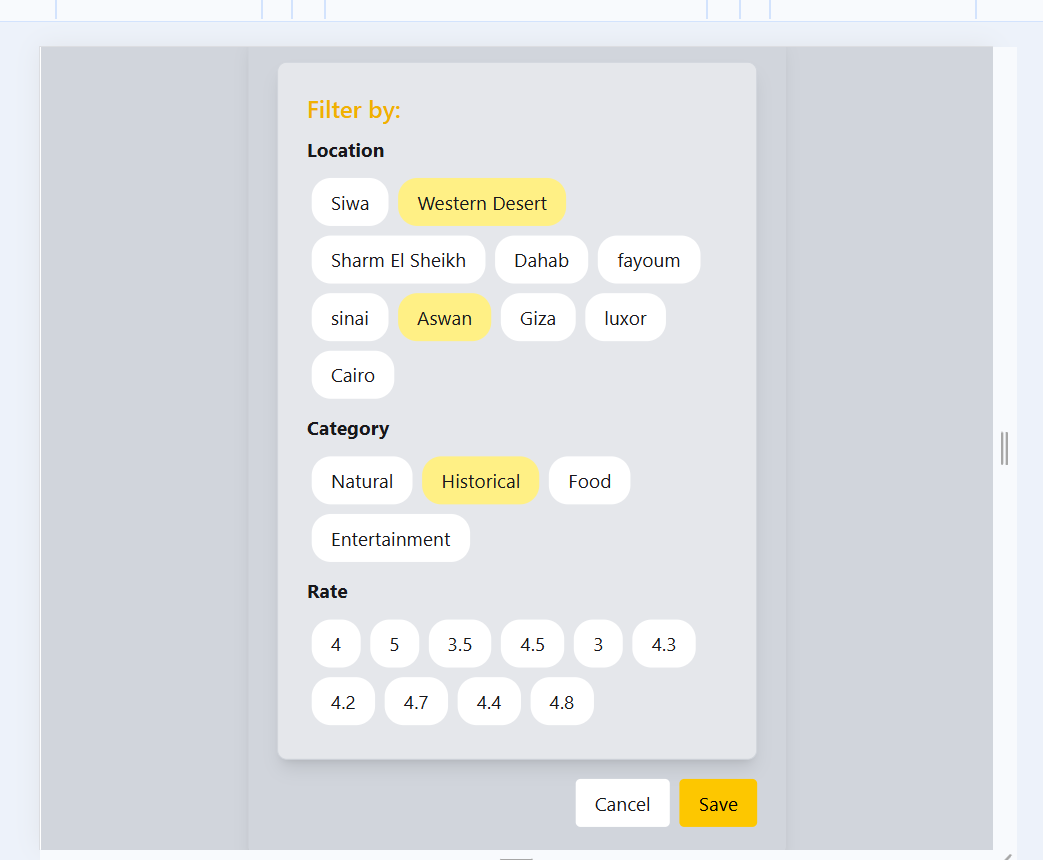 Filter by:
Location
Siwa Western Desert
Sharm El Sheikh Dahab fayoum
sinai Aswan Giza luxor
Cairo
Category
Natural Historical Food
Entertainment
Rate
4 5 3.5 4.5 3 4.3
4.2 4.7 4.4 4.8
Cancel Save